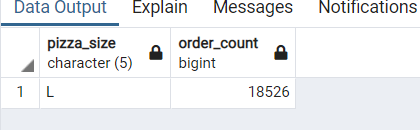 Data Output Explain Messages Notifications
pizza_size order_count
character (5) bigint
1 L 18526